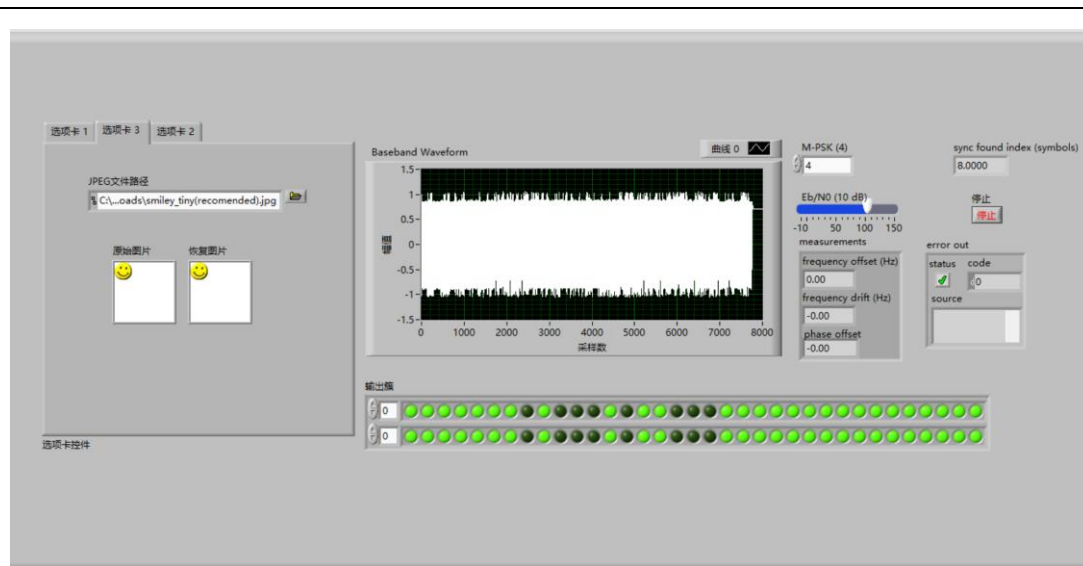 选项卡 1 选项卡 3 选项卡 2
JPEG文件路径
C:\...oads\smiley_tiny(recomended).jpg
原始图片 恢复图片
选项卡控件
Baseband Waveform 曲线 0
幅值
1.5
1
0.5
0
-0.5
-1
-1.5
0 1000 2000 3000 4000 5000 6000 7000 8000
采样数
M-PSK (4)
4
Eb/N0 (10 dB)
-10 50 100 150
measurements
frequency offset (Hz)
0.00
frequency drift (Hz)
-0.00
phase offset
-0.00
sync found index (symbols)
8.0000
停止
停止
error out
status code
0
source
输出簇
0
0